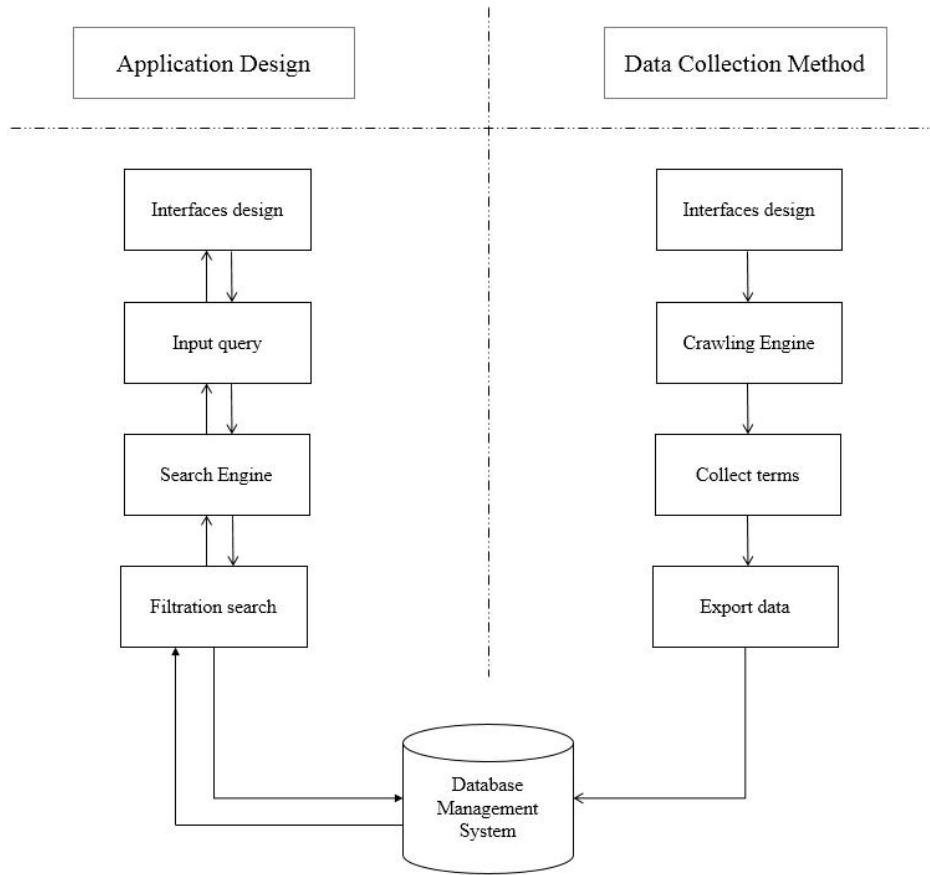 Application Design
Data Collection Method
Interfaces design
Input query
Search Engine
Filtration search
Interfaces design
Crawling Engine
Collect terms
Export data
Database
Management
System